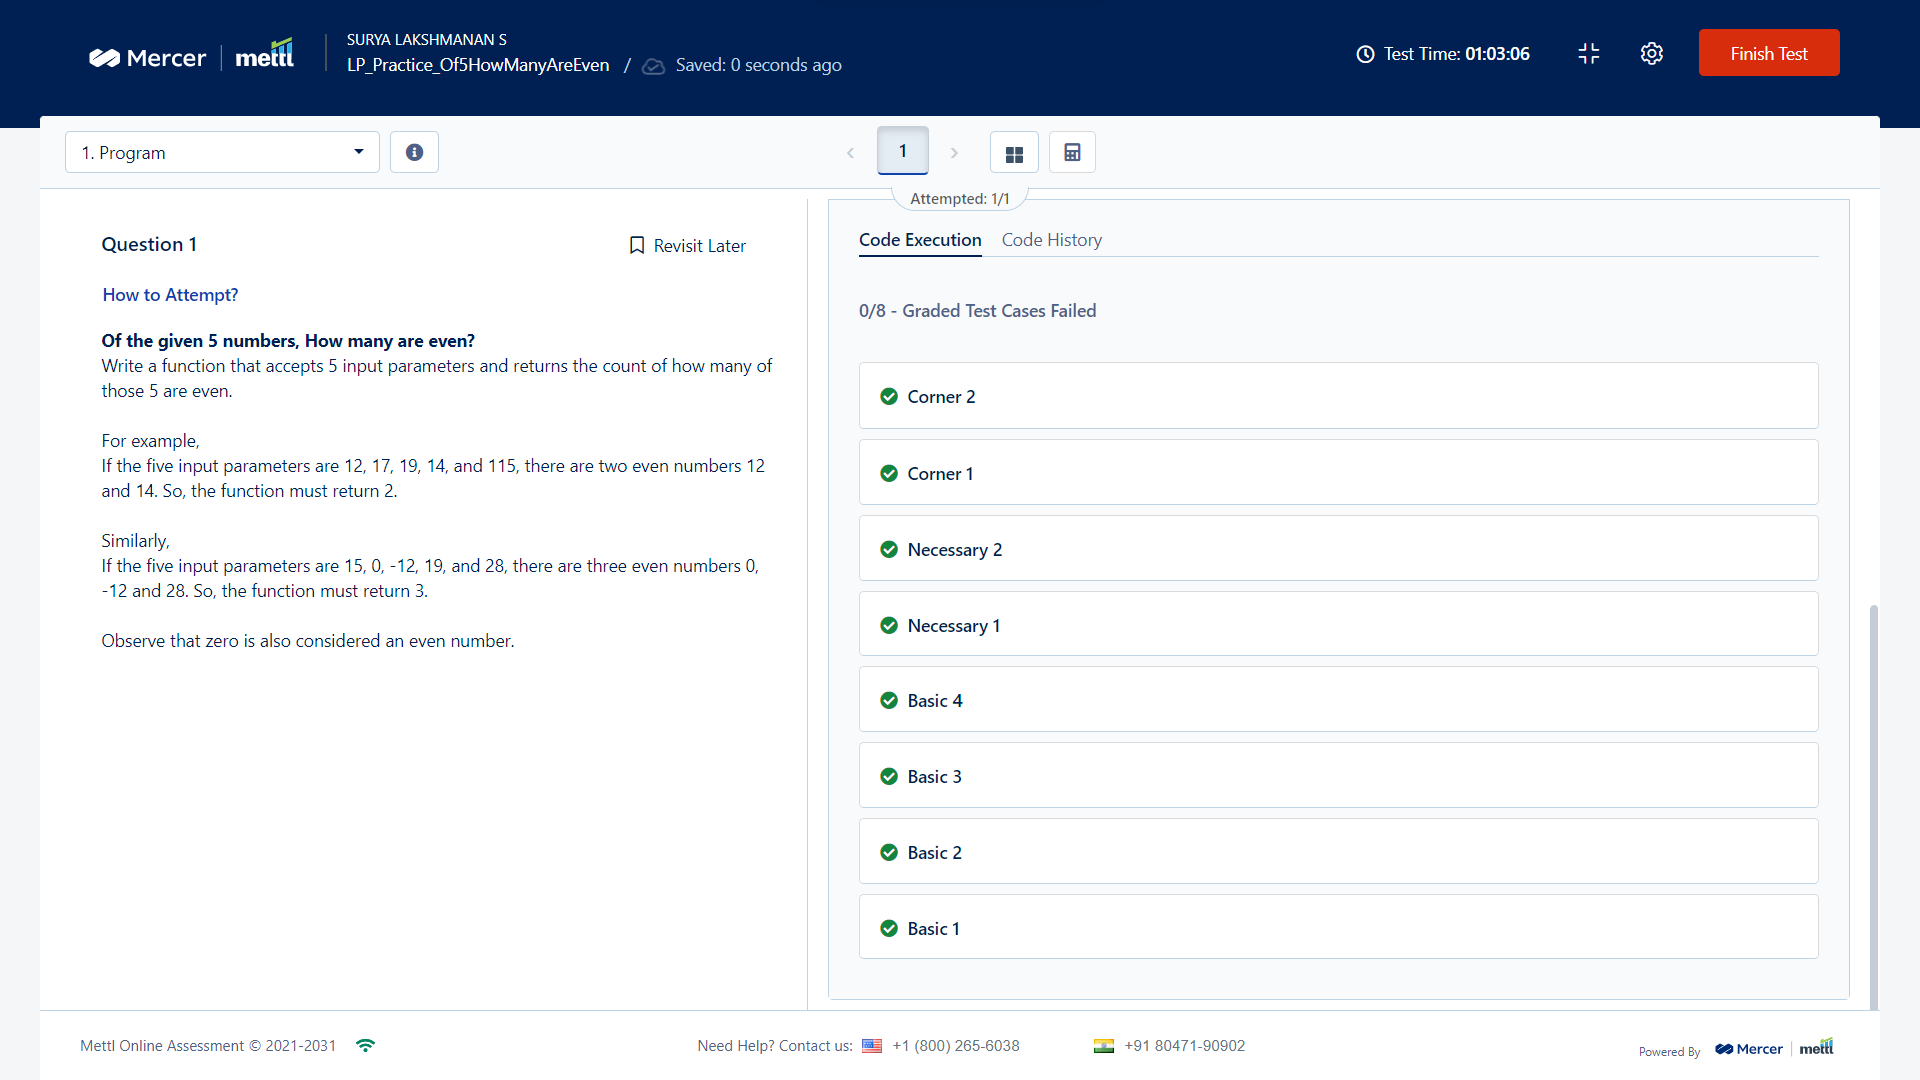 Mercer
mettl
SURYA LAKSHMANAN S
LP_Practice_Of5HowManyAreEven / Saved: 0 seconds ago
Test Time: 01:03:06
Finish Test
1. Program
1
Attempted: 1/1
Question 1
Revisit Later
How to Attempt?
Of the given 5 numbers, How many are even?
Write a function that accepts 5 input parameters and returns the count of how many of
those 5 are even.
For example,
If the five input parameters are 12, 17, 19, 14, and 115, there are two even numbers 12
and 14. So, the function must return 2.
Similarly,
If the five input parameters are 15, 0, -12, 19, and 28, there are three even numbers 0,
-12 and 28. So, the function must return 3.
Observe that zero is also considered an even number.
Code Execution
Code History
0/8 - Graded Test Cases Failed
Corner 2
Corner 1
Necessary 2
Necessary 1
Basic 4
Basic 3
Basic 2
Basic 1
Mettl Online Assessment © 2021-2031
Need Help? Contact us: +1 (800) 265-6038
+91 80471-90902
Powered By Mercer mettl